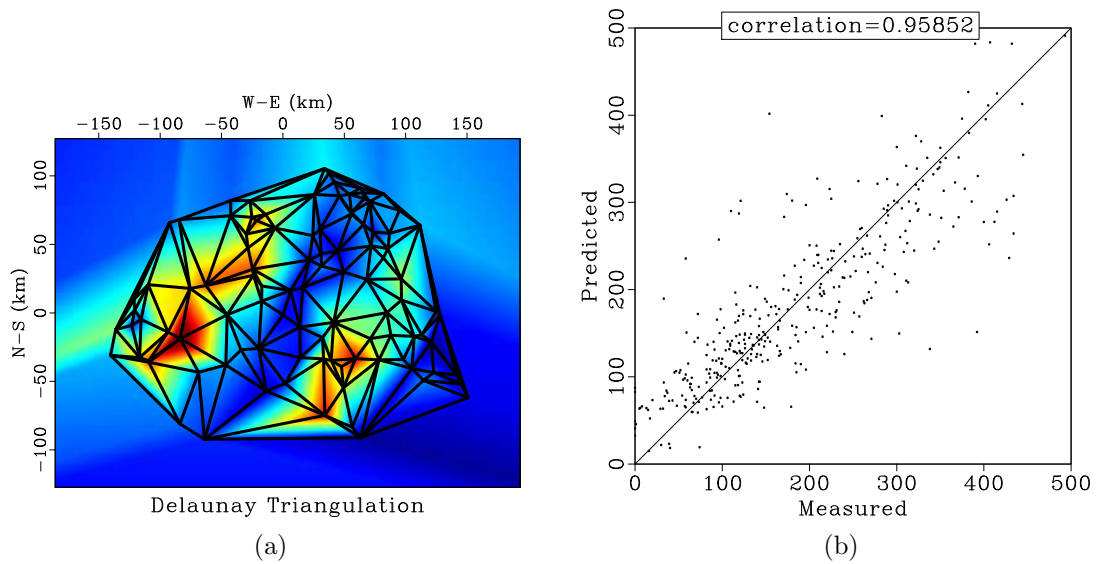 W-E (km)
-150 -100 -50 0 50 100 150
100
50
0
-50
-100
N-S (km)
Delaunay Triangulation
(a)
correlation=0.95852
500
400
300
200
100
0
Predicted
0 100 200 300 400 500
Measured
(b)